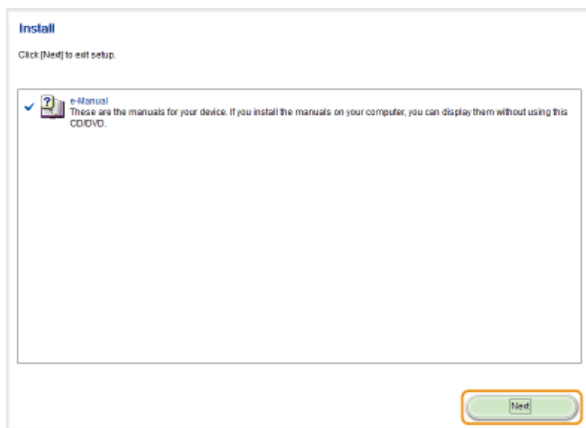 Install
Click [Next] to exit setup.
e-Manual
These are the manuals for your device. If you install the manuals on your computer, you can display them without using this
CD/DVD.
Next